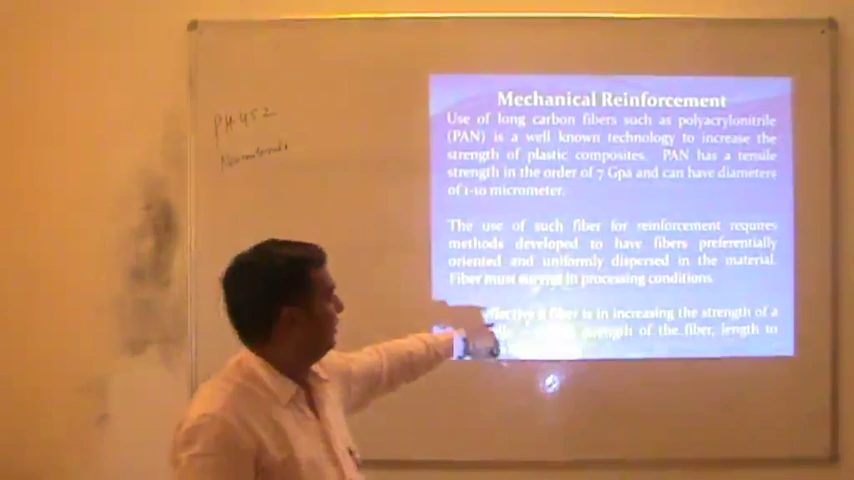 PH 452
Mechanical Reinforcement
Use of long carbon fibers such as polyacrylonitrile
(PAN) is a well known technology to increase the
strength of plastic composites. PAN has a tensile
strength in the order of 7 Gpa and can have diameters
of 1-10 micrometer.
The use of such fiber for reinforcement requires
methods developed to have fibers preferentially
oriented and uniformly dispersed in the material.
Fiber must survive in processing conditions
effective a fiber is in increasing the strength of a
strength of the fiber, length to